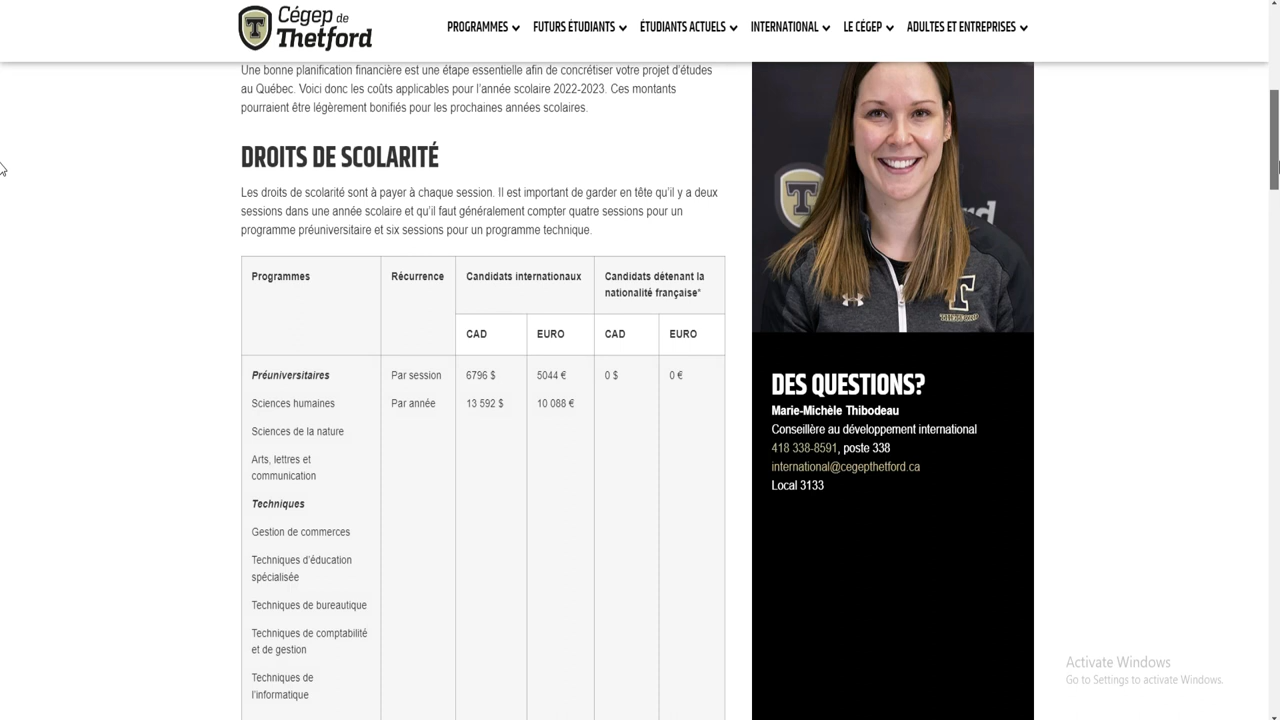 Cégep de
Thetford
PROGRAMMES
FUTURS ÉTUDIANTS
ÉTUDIANTS ACTUELS
INTERNATIONAL
LE CÉGEP
ADULTES ET ENTREPRISES
Une bonne planification financière est une étape essentielle afin de concrétiser votre projet d'études
au Québec. Voici donc les coûts applicables pour l'année scolaire 2022-2023. Ces montants
pourraient être légèrement bonifiés pour les prochaines années scolaires.
DROITS DE SCOLARITÉ
Les droits de scolarité sont à payer à chaque session. Il est important de garder en tête qu'il y a deux
sessions dans une année scolaire et qu'il faut généralement compter quatre sessions pour un
programme préuniversitaire et six sessions pour un programme technique.
Programmes
Récurrence
Candidats internationaux
Candidats détenant la
nationalité française*
CAD
EURO
CAD
EURO
Préuniversitaires
Par session
6796 $
5044 €
0 $
0 €
Sciences humaines
Par année
13 592 $
10 088 €
Sciences de la nature
Arts, lettres et
communication
Techniques
Gestion de commerces
Techniques d'éducation
spécialisée
Techniques de bureautique
Techniques de comptabilité
et de gestion
Techniques de
l'informatique
T
rd
THETFORD
DES QUESTIONS?
Marie-Michèle Thibodeau
Conseillère au développement international
418 338-8591, poste 338
international@cegepthetford.ca
Local 3133
Activate Windows
Go to Settings to activate Windows.